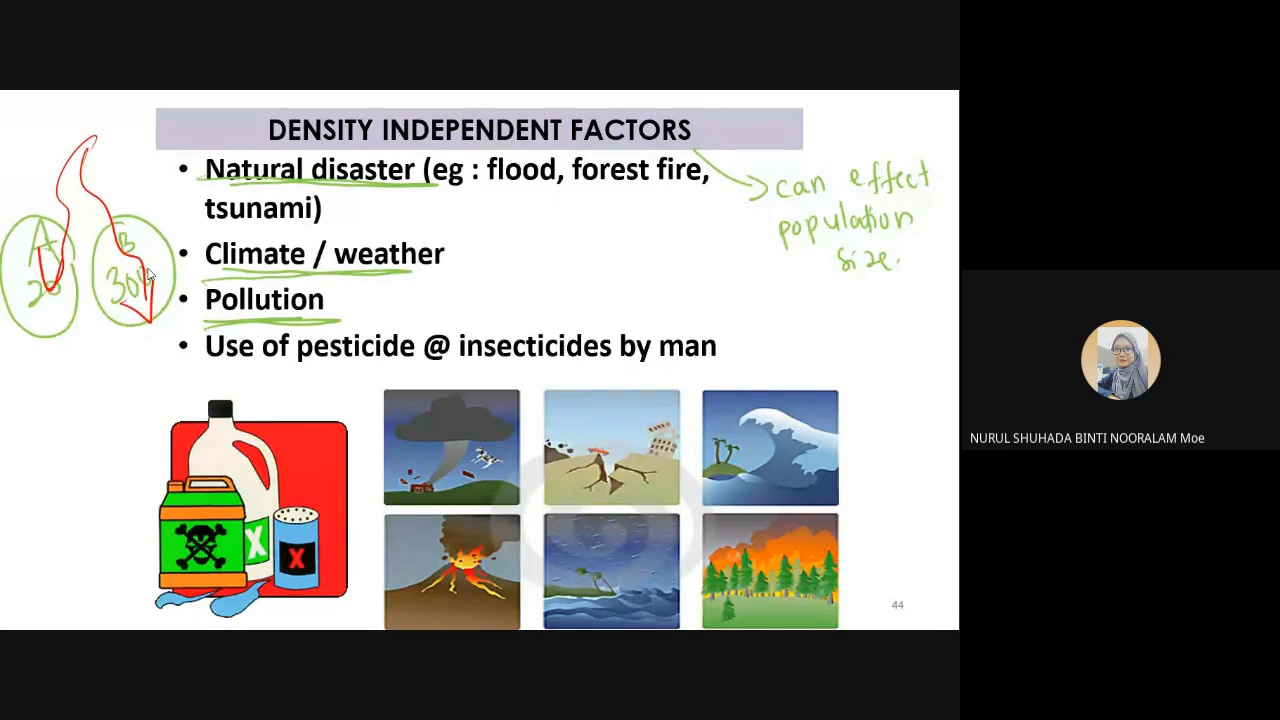 DENSITY INDEPENDENT FACTORS
• Natural disaster (eg : flood, forest fire,
tsunami)
• Climate / weather
• Pollution
• Use of pesticide @ insecticides by man
can effect
population
size.
A
B
20
X
X
44
NURUL SHUHADA BINTI NOORALAM Moe